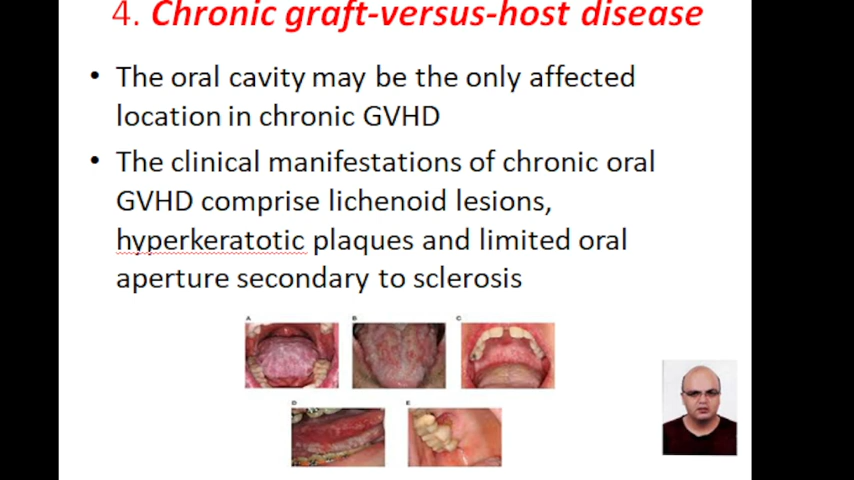 4. Chronic graft-versus-host disease
• The oral cavity may be the only affected
location in chronic GVHD
• The clinical manifestations of chronic oral
GVHD comprise lichenoid lesions,
hyperkeratotic plaques and limited oral
aperture secondary to sclerosis
A B C
D E